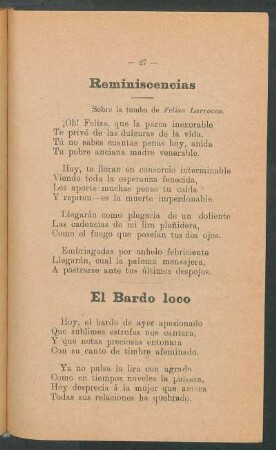 — 27 —
Reminiscencias
Sobre la tumba de Felisa Larrocca.
¡Oh! Felisa, que la parca inexorable
Te privó de las dulzuras de la vida.
Tú no sabes cuantas penas hoy, anida
Tu pobre anciana madre venerable.
Hoy, te lloran en consorcio interminable
Viendo toda la esperanza fenecida,
Les aporta muchas penas tu caída
Y repiten—es la muerte imperdonable.
Llegarán como plegaria de un doliente
Las cadencias de mi lira plañidera,
Como el fuego que poseían tus dos ojos.
Embriagadas por anhelo febriciente
Llegarán, cual la paloma mensajera,
A postrarse ante tus últimos despojos.
El Bardo loco
Hoy, el bardo de ayer apasionado
Que sublimes estrofas nos cantara,
Y que notas preciosas entonara
Con su canto de timbre afeminado.
Ya no pulsa la lira con agrado
Como en tiempos noveles la pulsara,
Hoy desprecia á la mujer que amara
Todas sus relaciones ha quebrado.